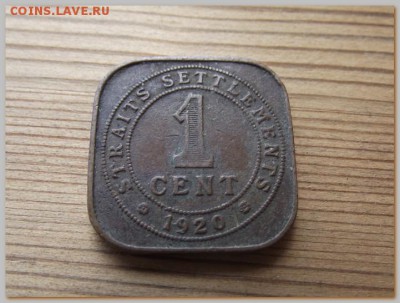 COINS.LAVE.RU
STRAITS SETTLEMENTS
1
CENT
1920